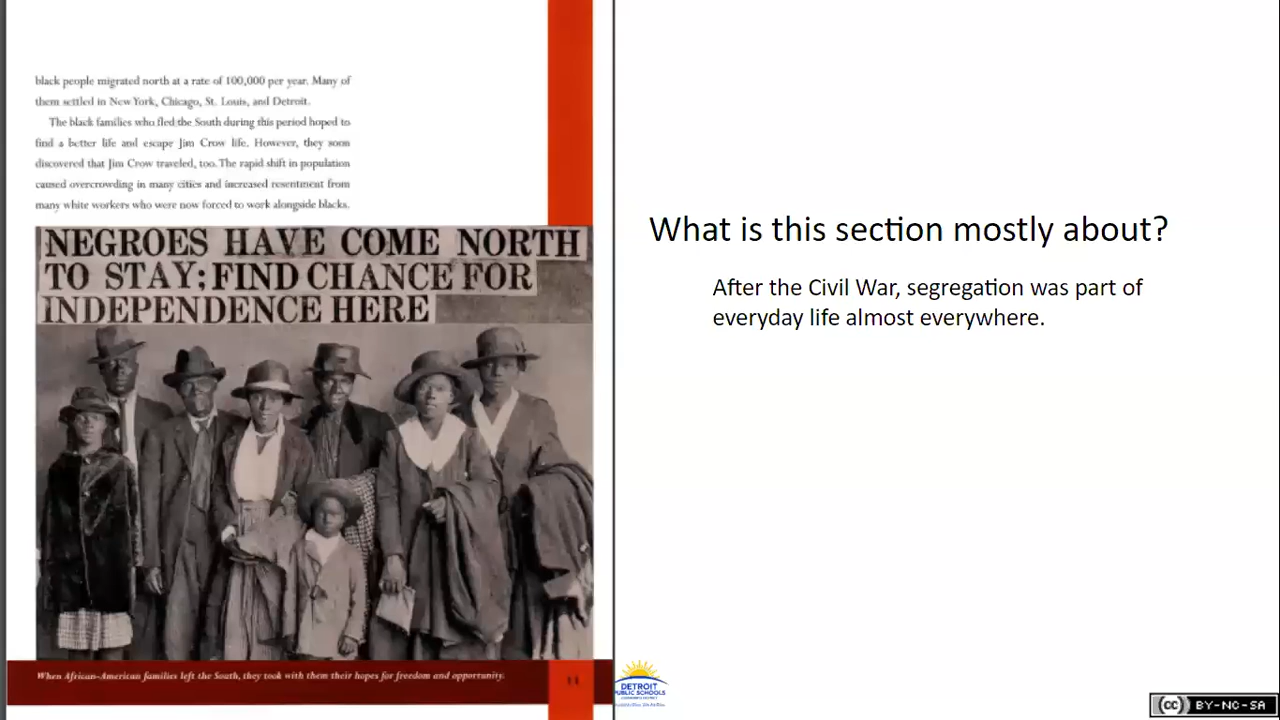 black people migrated north at a rate of 100,000 per year. Many of
them settled in New York, Chicago, St. Louis, and Detroit.
The black families who fled the South during this period hoped to
find a better life and escape Jim Crow life. However, they soon
discovered that Jim Crow traveled, too. The rapid shift in population
caused overcrowding in many cities and increased resentment from
many white workers who were now forced to work alongside blacks.
NEGROES HAVE COME NORTH
TO STAY; FIND CHANCE FOR
INDEPENDENCE HERE
When African-American families left the South, they took with them their hopes for freedom and opportunity.
11
What is this section mostly about?
After the Civil War, segregation was part of
everyday life almost everywhere.
DETROIT
PUBLIC SCHOOLS
COMMUNITY DISTRICT
cc BY-NC-SA